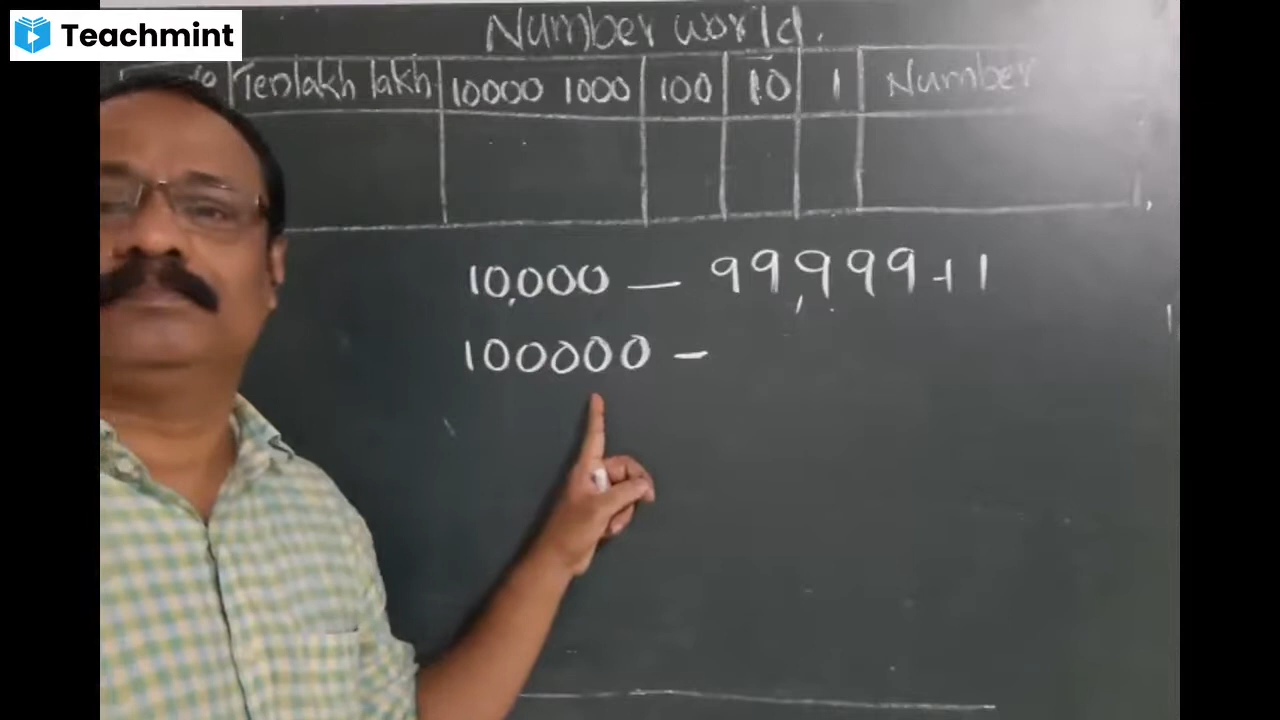 Teachmint
Number world.
Tenlakh lakh 10000 1000 100 10 1 Number
10,000 — 99,999+1
100000 -